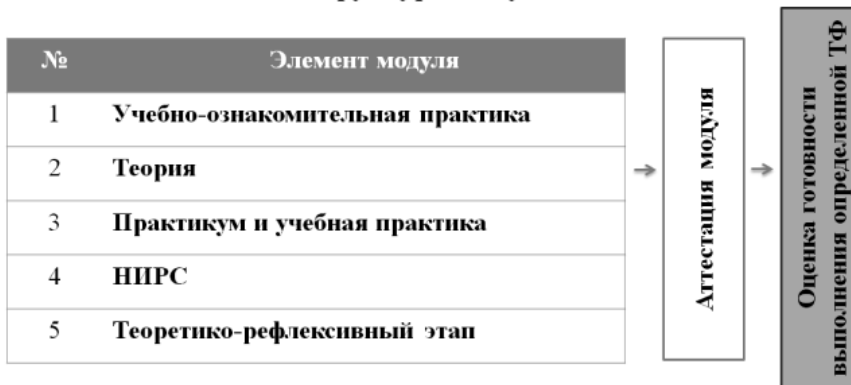 № Элемент модуля
1 Учебно-ознакомительная практика
2 Теория
3 Практикум и учебная практика
4 НИРС
5 Теоретико-рефлексивный этап
Аттестация модуля
Оценка готовности
выполнения определенной ТФ